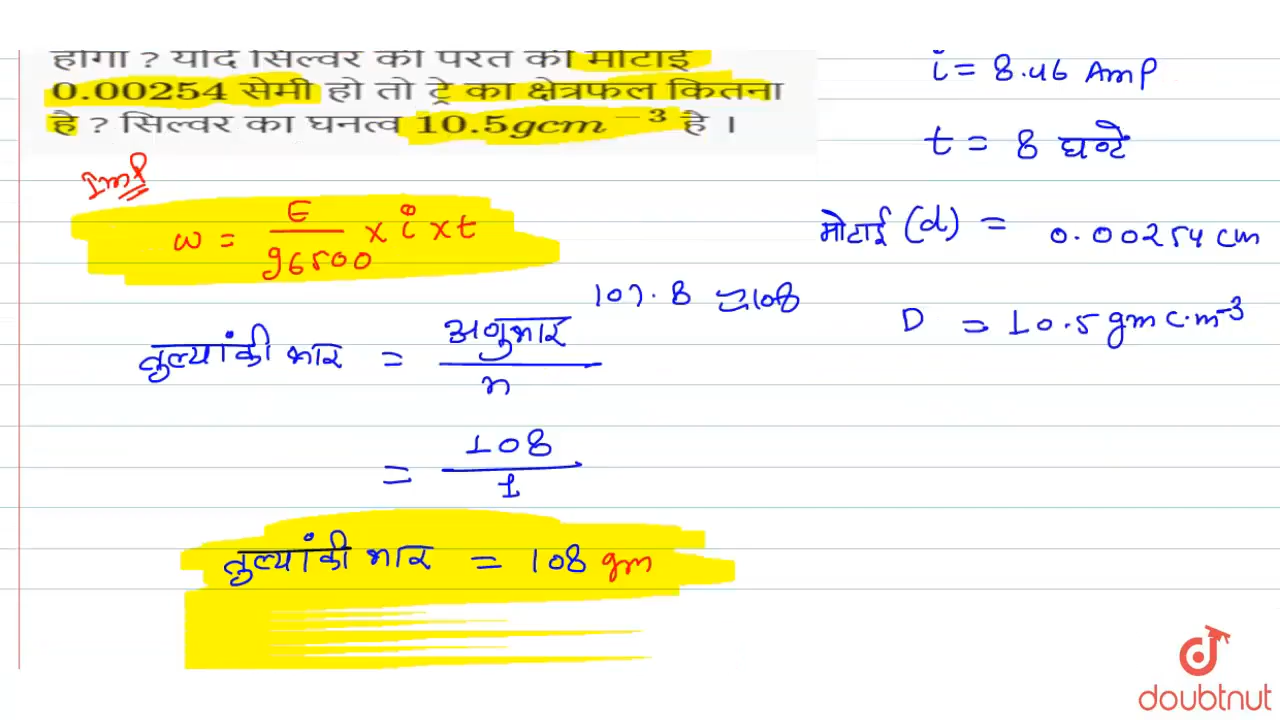 होगा ? यदि सिल्वर की परत की मोटाई
0.00254 सेमी हो तो ट्रे का क्षेत्रफल कितना
है ? सिल्वर का घनत्व 10.5gcm⁻³ है ।
Imp
w = E/96500 × i × t
107.8 ≃108
तुल्यांकी भार = अणुभार/n
= 108/1
तुल्यांकी भार = 108 gm
i = 8.46 Amp
t = 8 घण्टे
मोटाई (d) = 0.00254 cm
D = 10.5 gm c.m⁻³
doubtnut